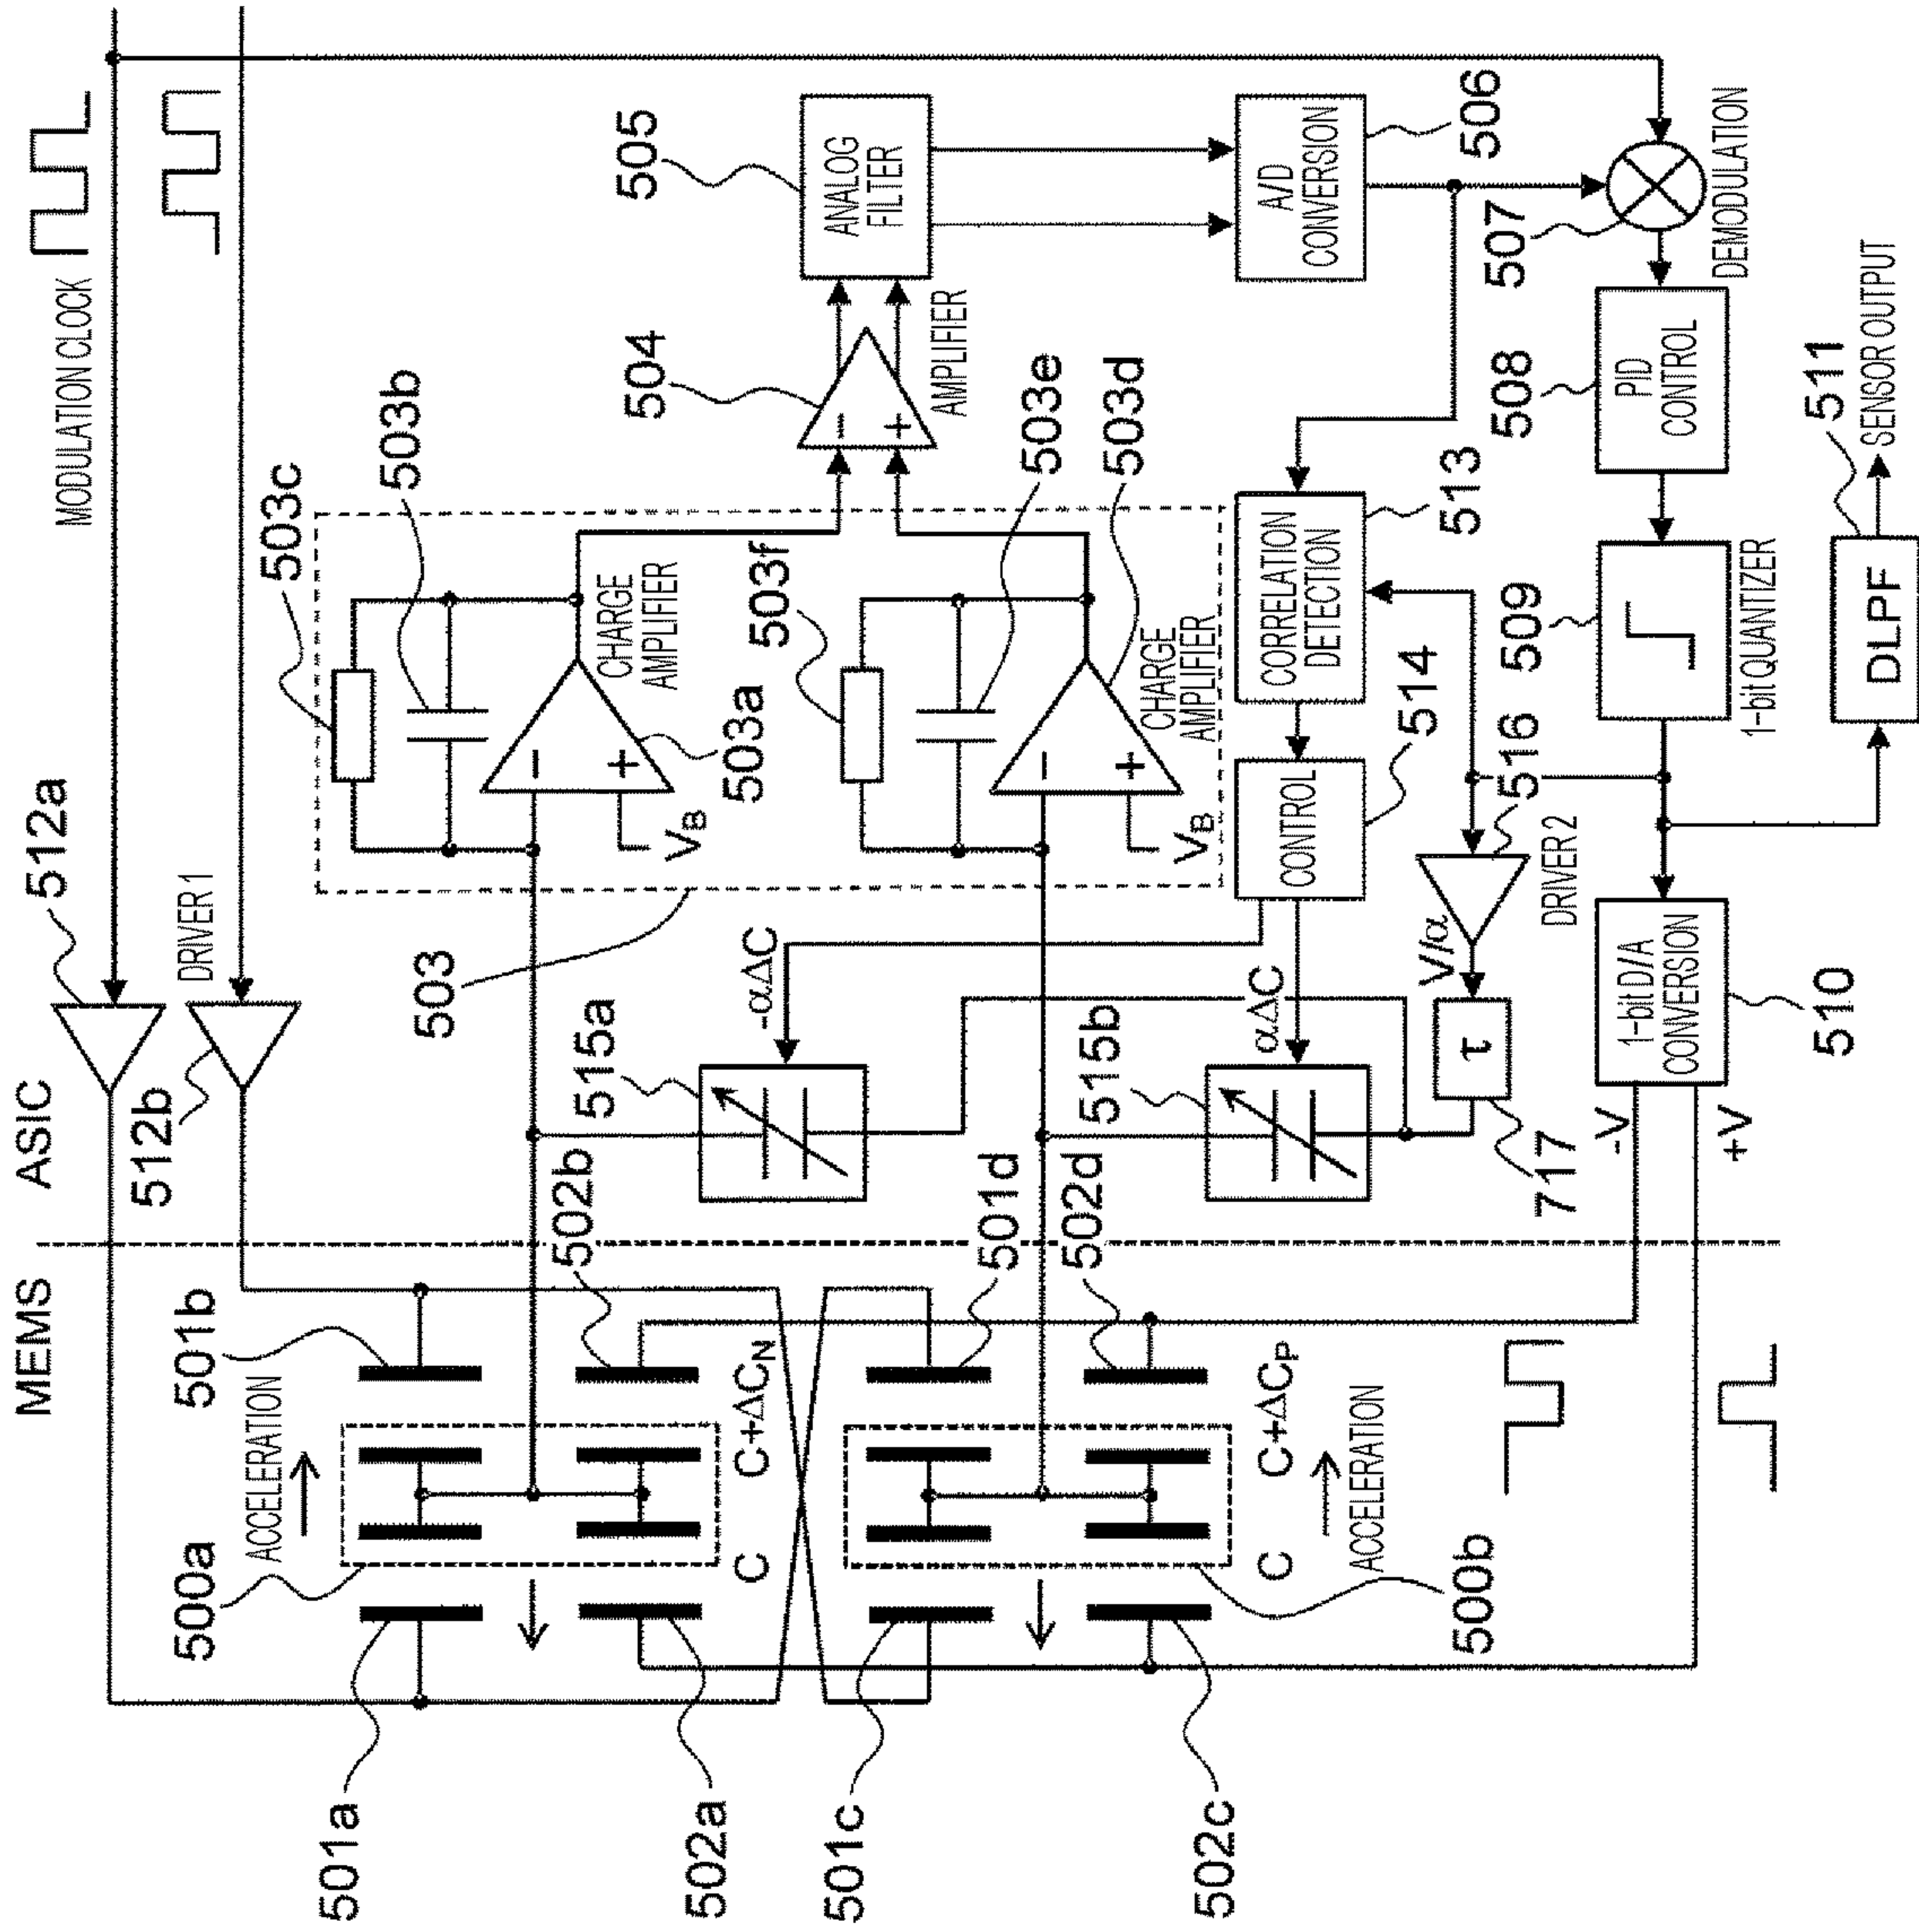 MEMS
ASIC
MODULATION CLOCK
512a
DRIVER 1
512b
501a
500a
ACCELERATION
501b
503c
503b
503a
CHARGE
AMPLIFIER
VB
503
502a
502b
C
C+ΔCN
515a
-αΔC
504
AMPLIFIER
505
ANALOG
FILTER
503f
503e
503d
CHARGE
AMPLIFIER
VB
501c
501d
502c
502d
C
C+ΔCP
ACCELERATION
500b
515b
αΔC
CONTROL
514
CORRELATION
DETECTION
513
A/D
CONVERSION
506
507
DEMODULATION
PID
CONTROL
508
509
1-bit QUANTIZER
516
DRIVER 2
V/α
τ
717
1-bit D/A
CONVERSION
510
-V
+V
DLPF
511
SENSOR OUTPUT